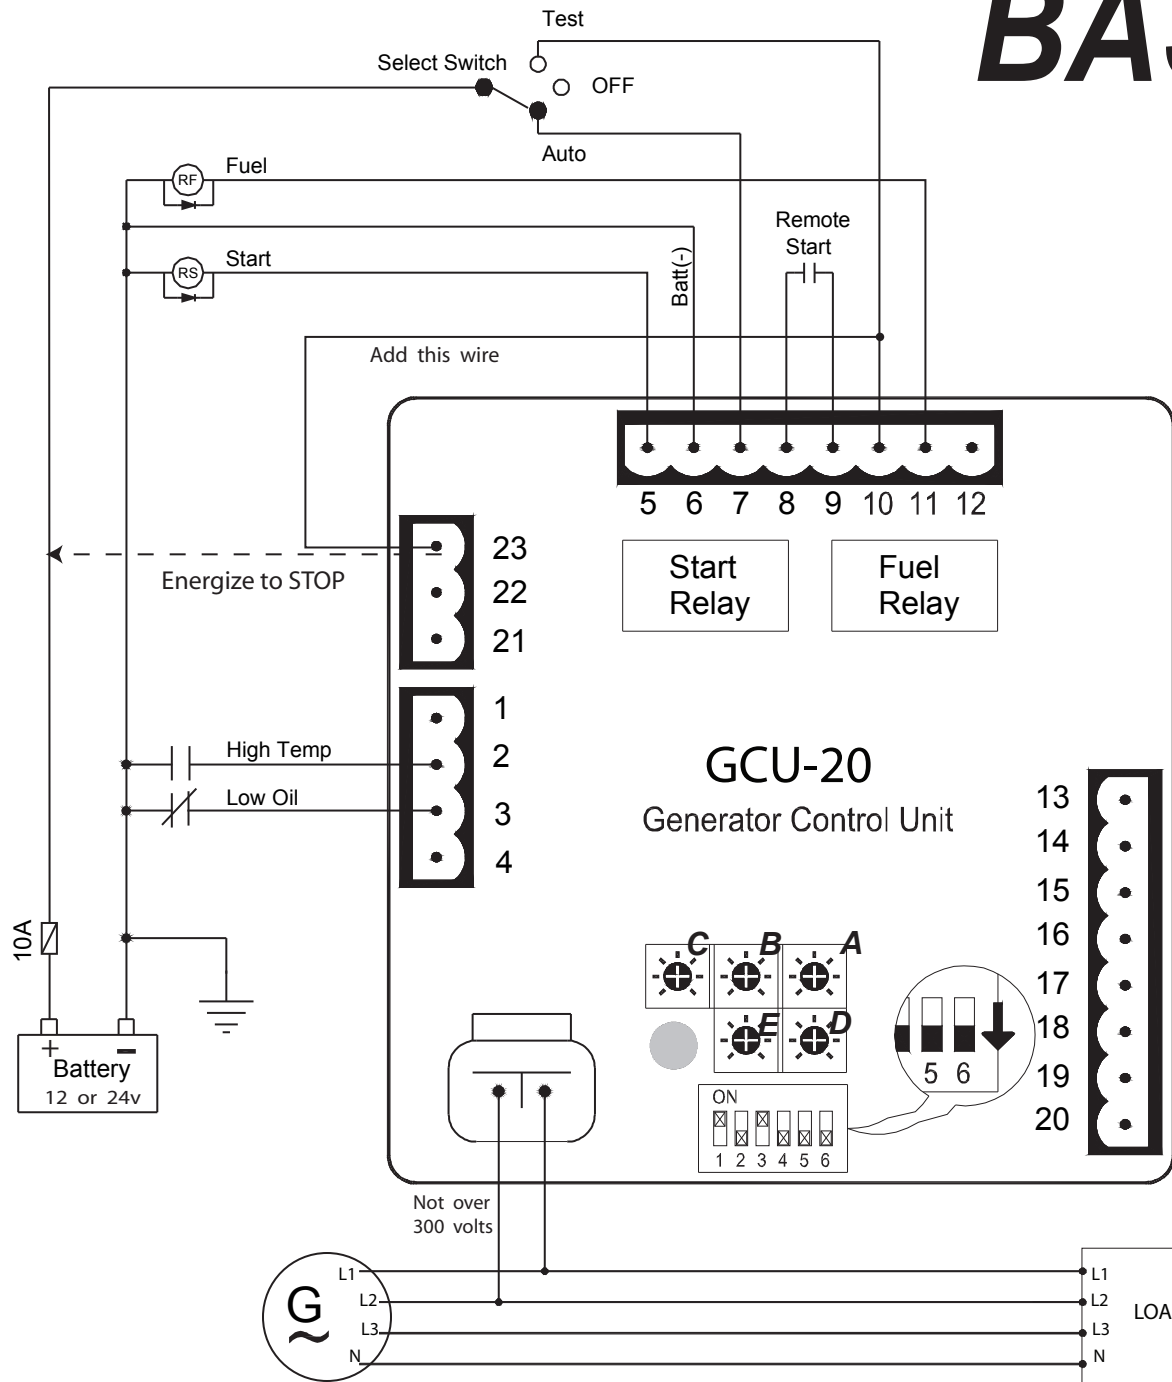 BAS
Test
Select Switch
OFF
Auto
RF
Fuel
Remote
Start
RS
Start
Batt(-)
Add this wire
5 6 7 8 9 10 11 12
23
22
21
Energize to STOP
Start
Relay
Fuel
Relay
1
2
3
4
High Temp
Low Oil
GCU-20
Generator Control Unit
13
14
15
16
17
18
19
20
10A
+ −
Battery
12 or 24v
C B A
E D
5 6
ON
1 2 3 4 5 6
Not over
300 volts
G
~
L1
L2
L3
N
L1
L2
L3
N
LOA